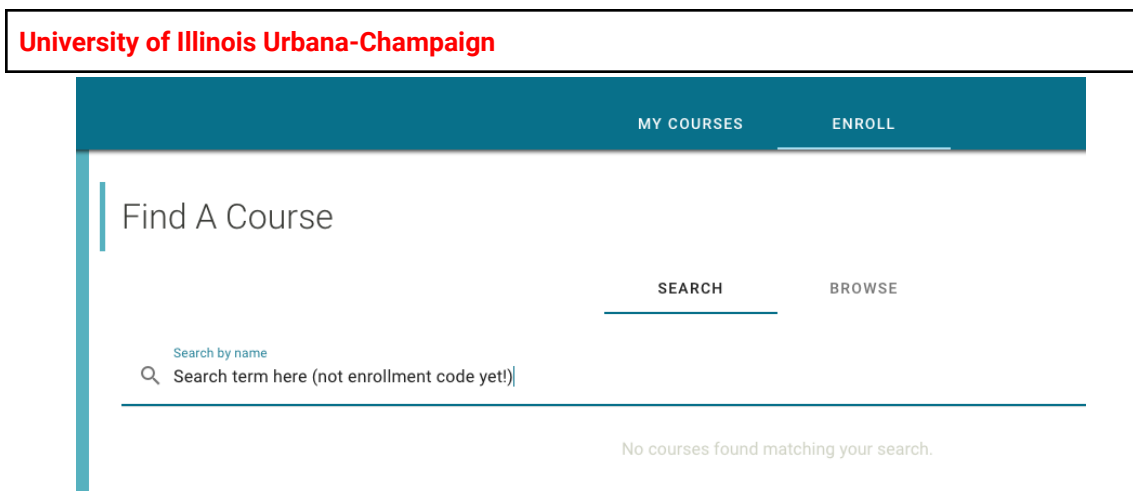 University of Illinois Urbana-Champaign
MY COURSES ENROLL
Find A Course
SEARCH BROWSE
Search by name
Search term here (not enrollment code yet!)
No courses found matching your search.